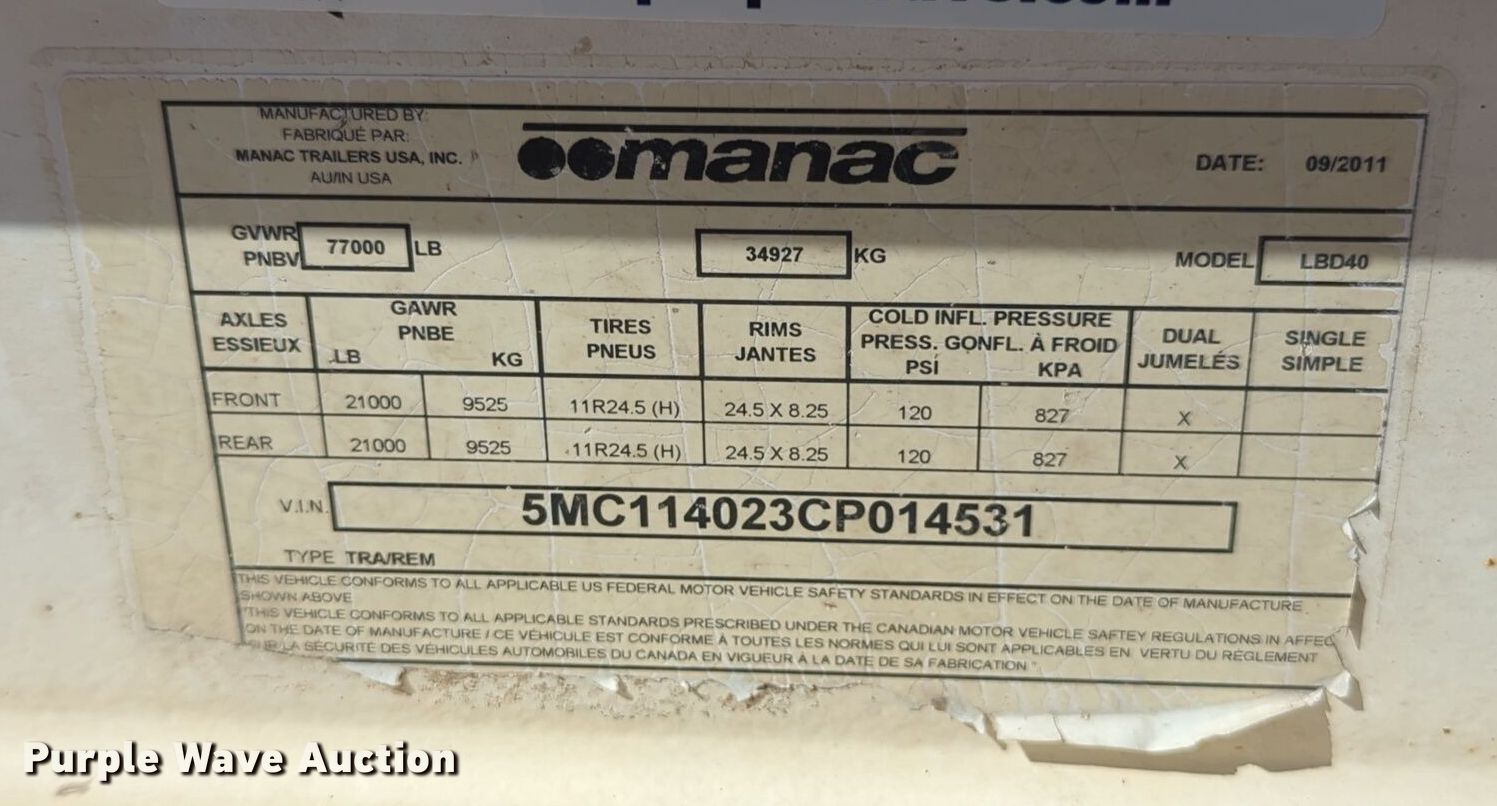 MANUFACTURED BY:
FABRIQUÉ PAR:
MANAC TRAILERS USA, INC.
AU/IN USA
manac
DATE: 09/2011
GVWR
PNBV
77000 LB
34927 KG
MODEL LBD40
AXLES
ESSIEUX
GAWR
PNBE
LB KG
TIRES
PNEUS
RIMS
JANTES
COLD INFL. PRESSURE
PRESS. GONFL. À FROID
PSI KPA
DUAL
JUMELÉS
SINGLE
SIMPLE
FRONT 21000 9525 11R24.5 (H) 24.5 X 8.25 120 827 X
REAR 21000 9525 11R24.5 (H) 24.5 X 8.25 120 827 X
V.I.N. 5MC114023CP014531
TYPE TRA/REM
THIS VEHICLE CONFORMS TO ALL APPLICABLE US FEDERAL MOTOR VEHICLE SAFETY STANDARDS IN EFFECT ON THE DATE OF MANUFACTURE
SHOWN ABOVE
"THIS VEHICLE CONFORMS TO ALL APPLICABLE STANDARDS PRESCRIBED UNDER THE CANADIAN MOTOR VEHICLE SAFTEY REGULATIONS IN AFFEC
ON THE DATE OF MANUFACTURE / CE VÉHICULE EST CONFORME À TOUTES LES NORMES QUI LUI SONT APPLICABLES EN VERTU DU RÈGLEMENT
LA SÉCURITÉ DES VÉHICULES AUTOMOBILES DU CANADA EN VIGUEUR À LA DATE DE SA FABRICATION "
Purple Wave Auction